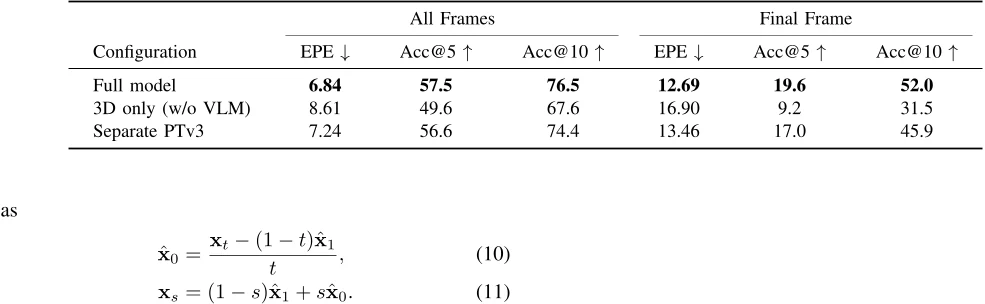 All Frames Final Frame
Configuration EPE ↓ Acc@5 ↑ Acc@10 ↑ EPE ↓ Acc@5 ↑ Acc@10 ↑
Full model 6.84 57.5 76.5 12.69 19.6 52.0
3D only (w/o VLM) 8.61 49.6 67.6 16.90 9.2 31.5
Separate PTv3 7.24 56.6 74.4 13.46 17.0 45.9
as
x̂₀ = (xₜ − (1 − t)x̂₁) / t, (10)
xₛ = (1 − s)x̂₁ + sx̂₀. (11)